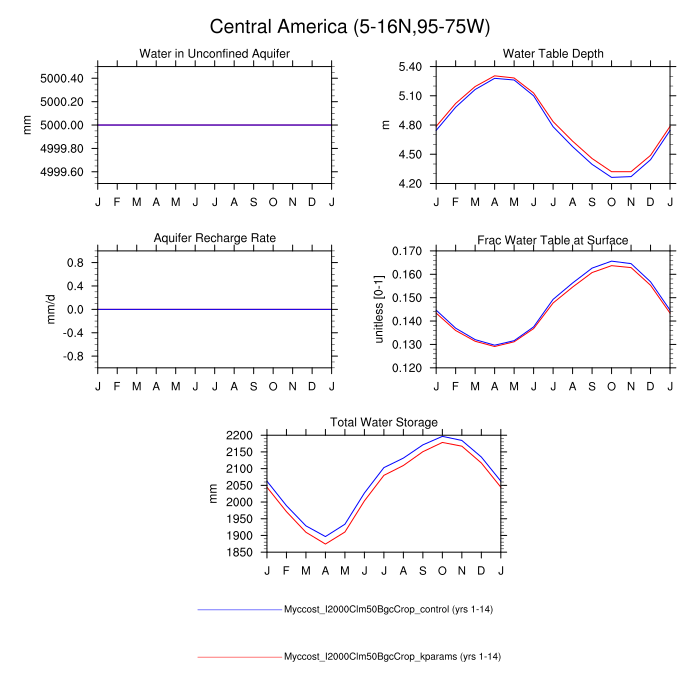 Central America (5-16N,95-75W)
Water in Unconfined Aquifer
mm
5000.40
5000.20
5000.00
4999.80
4999.60
J F M A M J J A S O N D J
Water Table Depth
m
5.40
5.10
4.80
4.50
4.20
J F M A M J J A S O N D J
Aquifer Recharge Rate
mm/d
0.8
0.4
0.0
-0.4
-0.8
J F M A M J J A S O N D J
Frac Water Table at Surface
unitless [0-1]
0.170
0.160
0.150
0.140
0.130
0.120
J F M A M J J A S O N D J
Total Water Storage
mm
2200
2150
2100
2050
2000
1950
1900
1850
J F M A M J J A S O N D J
Myccost_I2000Clm50BgcCrop_control (yrs 1-14)
Myccost_I2000Clm50BgcCrop_kparams (yrs 1-14)